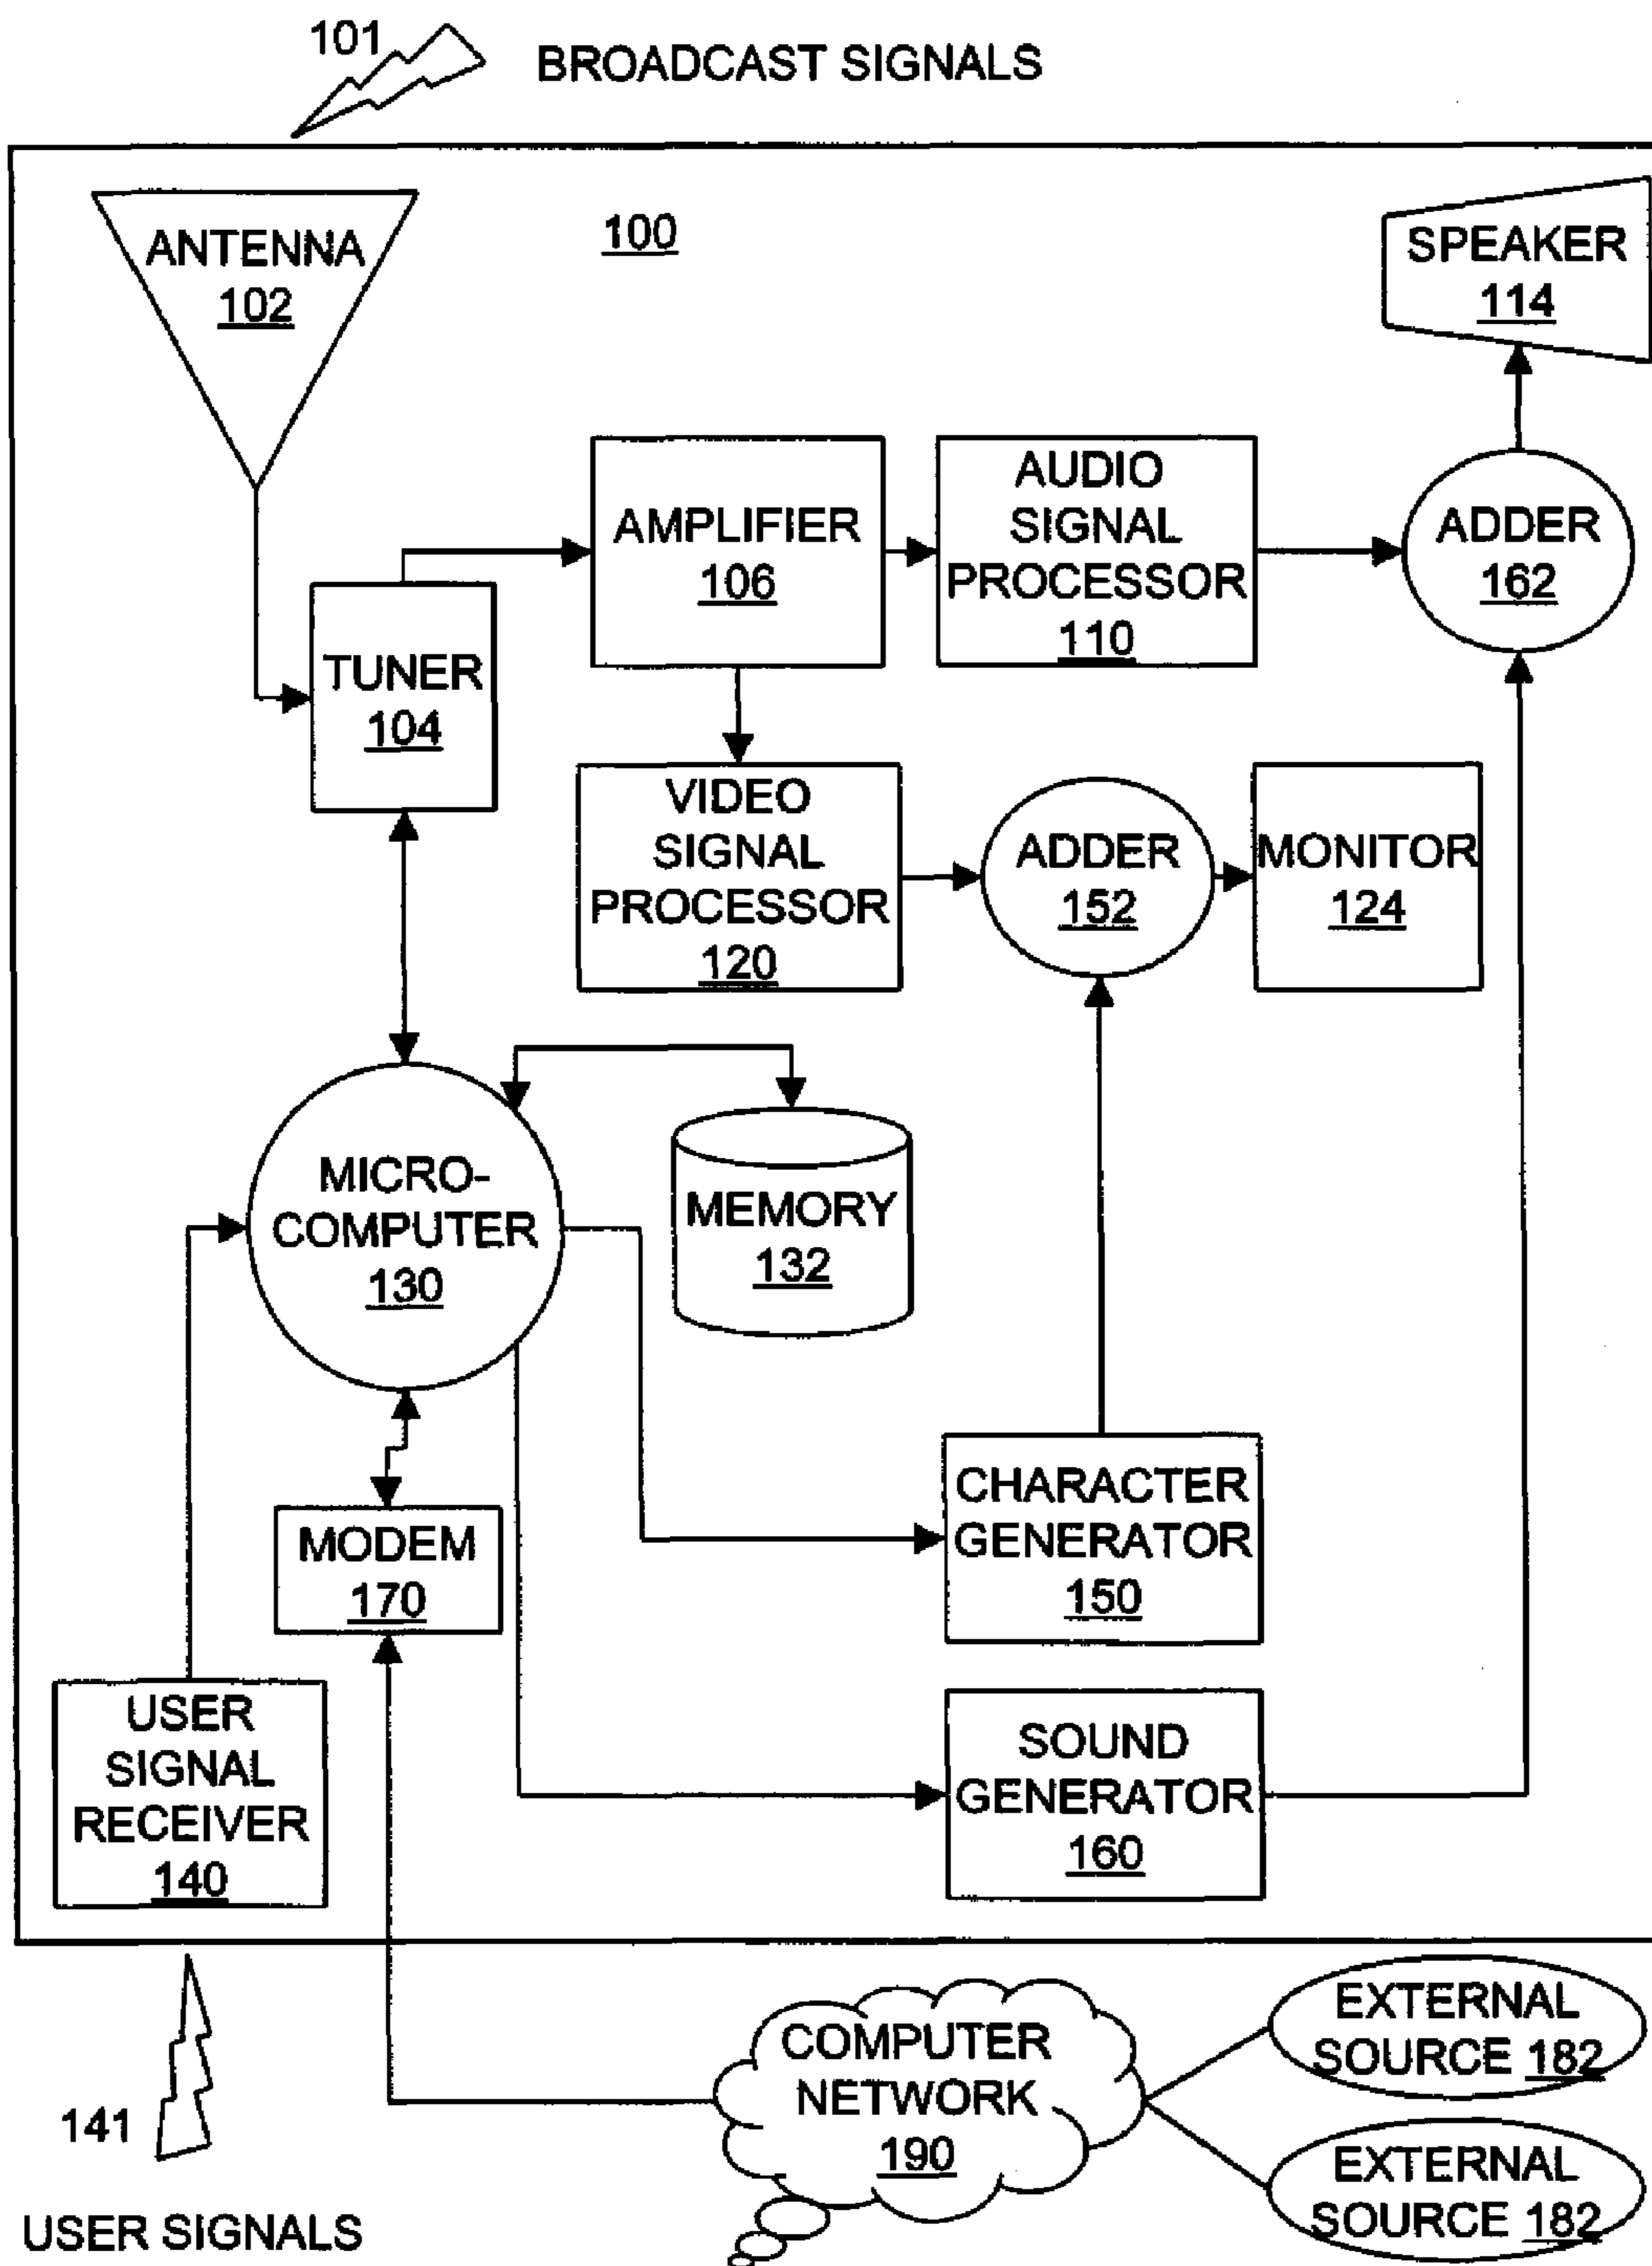 101
BROADCAST SIGNALS
ANTENNA
102
100
SPEAKER
114
AMPLIFIER
106
AUDIO
SIGNAL
PROCESSOR
110
ADDER
162
TUNER
104
VIDEO
SIGNAL
PROCESSOR
120
ADDER
152
MONITOR
124
MICRO-
COMPUTER
130
MEMORY
132
MODEM
170
CHARACTER
GENERATOR
150
USER
SIGNAL
RECEIVER
140
SOUND
GENERATOR
160
141
USER SIGNALS
COMPUTER
NETWORK
190
EXTERNAL
SOURCE 182
EXTERNAL
SOURCE 182